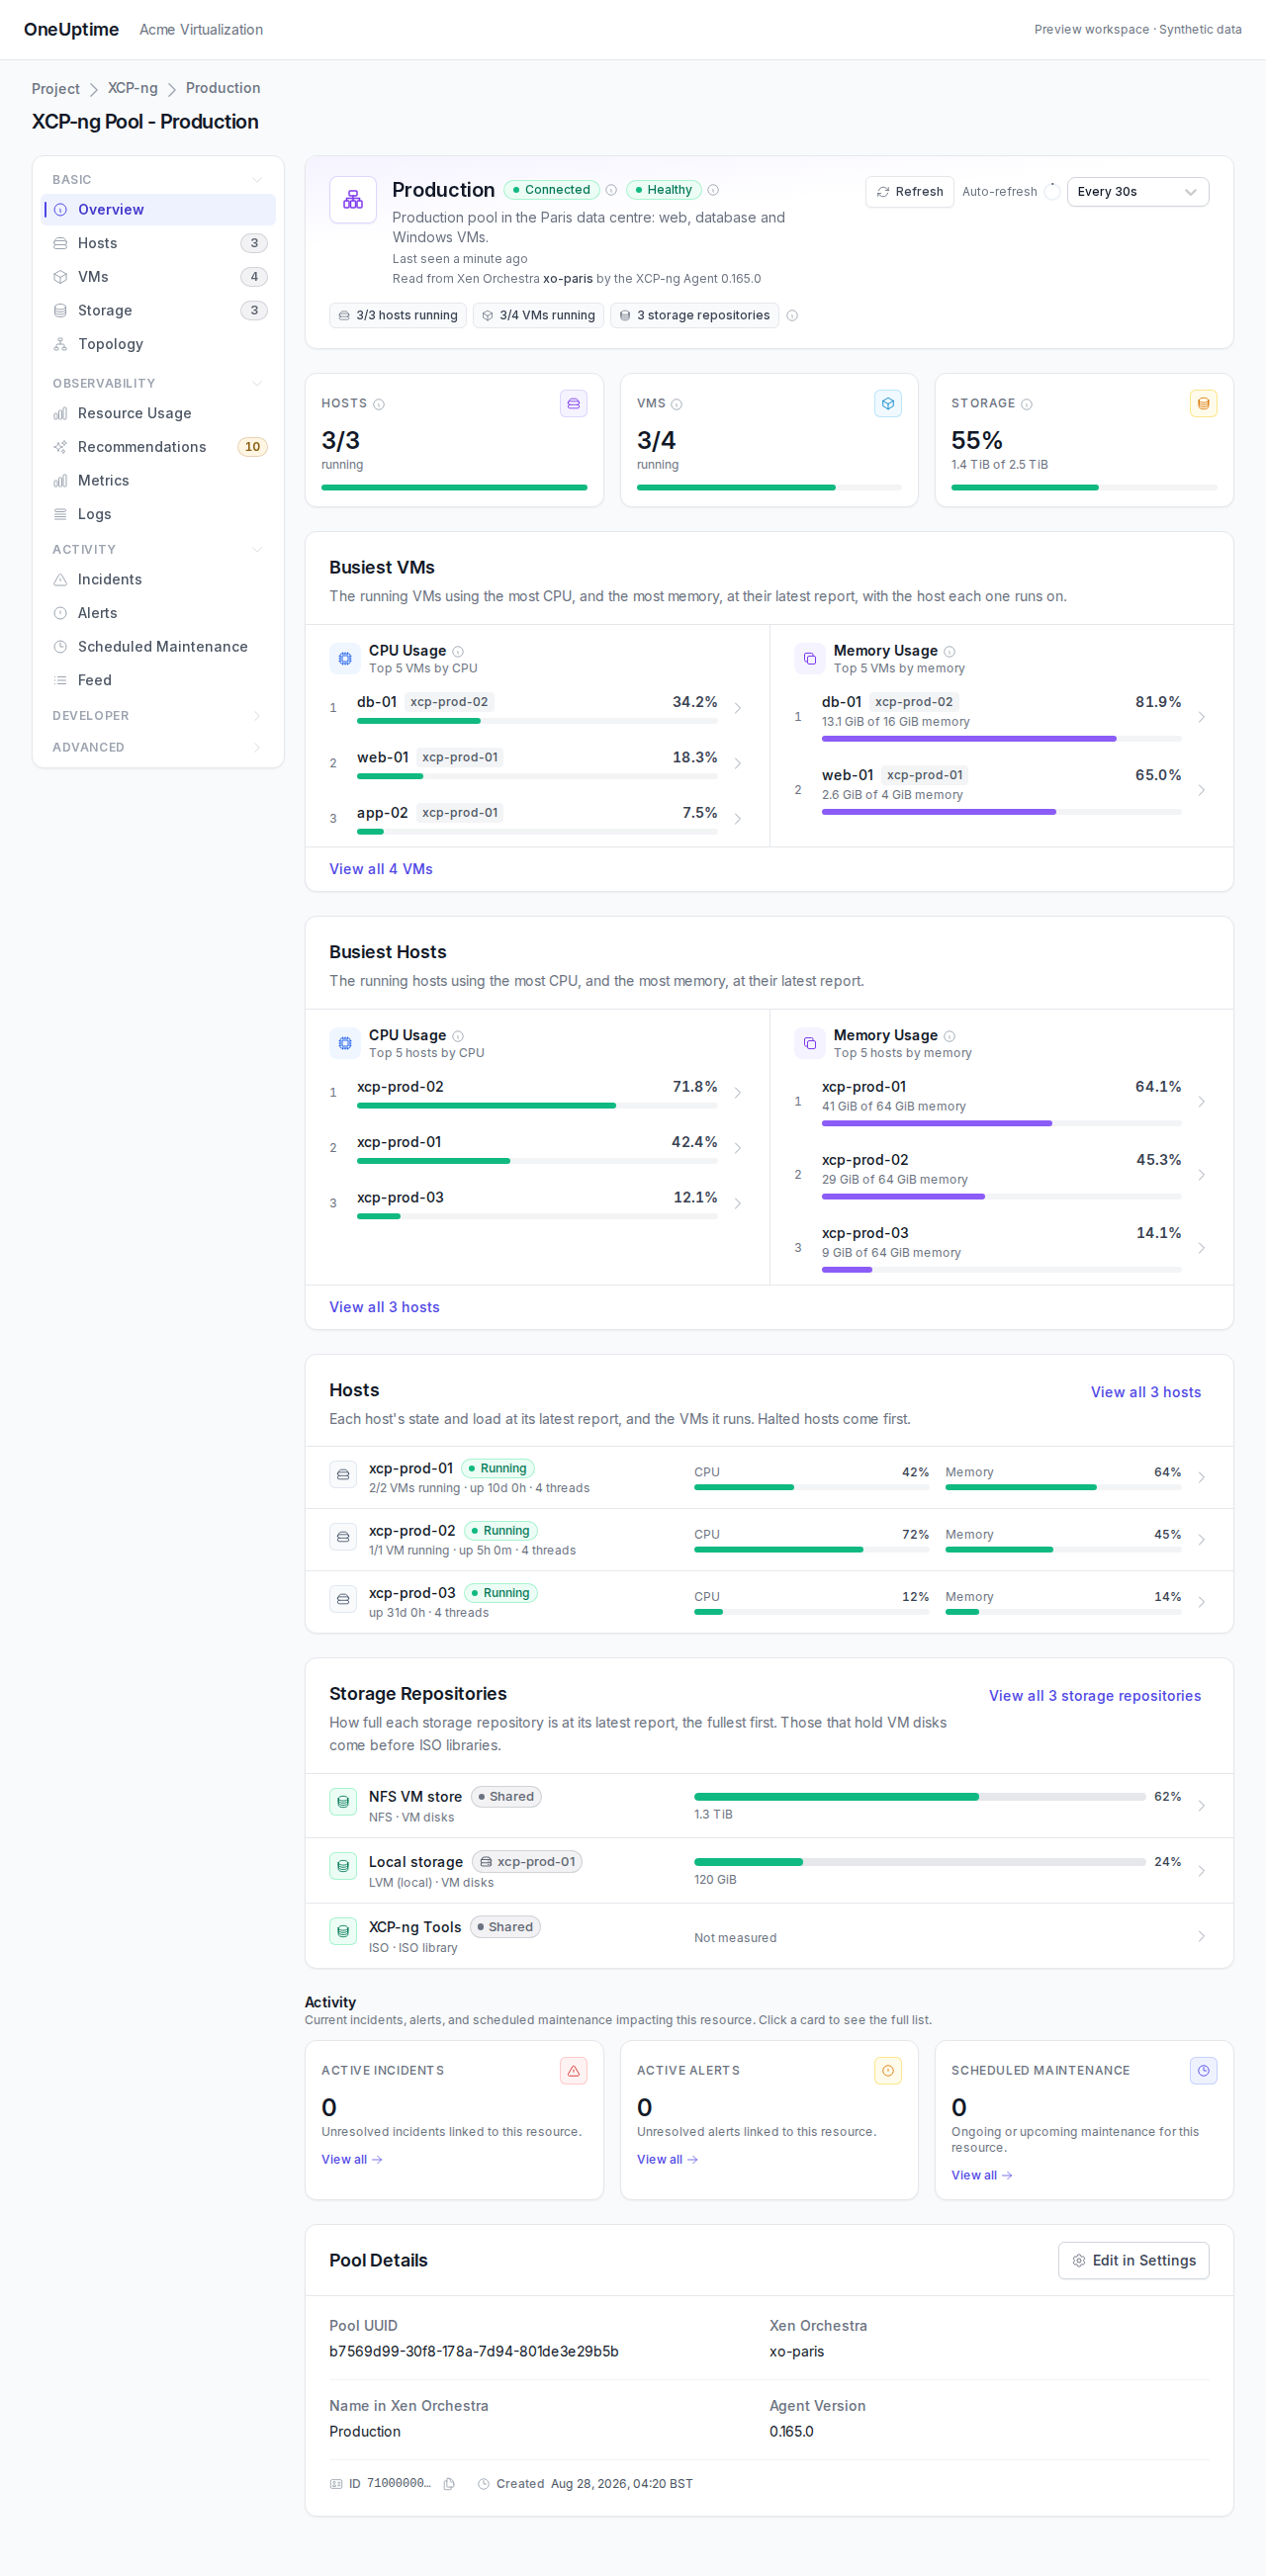 OneUptime
Acme Virtualization
Preview workspace · Synthetic data
Project
XCP-ng
Production
XCP-ng Pool - Production
BASIC
Overview
Hosts
3
VMs
4
Storage
3
Topology
OBSERVABILITY
Resource Usage
Recommendations
10
Metrics
Logs
ACTIVITY
Incidents
Alerts
Scheduled Maintenance
Feed
DEVELOPER
ADVANCED
Production
Connected
Healthy
Refresh
Auto-refresh
Every 30s
Production pool in the Paris data centre: web, database and
Windows VMs.
Last seen a minute ago
Read from Xen Orchestra xo-paris by the XCP-ng Agent 0.165.0
3/3 hosts running
3/4 VMs running
3 storage repositories
HOSTS
3/3
running
VMS
3/4
running
STORAGE
55%
1.4 TiB of 2.5 TiB
Busiest VMs
The running VMs using the most CPU, and the most memory, at their latest report, with the host each one runs on.
CPU Usage
Top 5 VMs by CPU
1
db-01
xcp-prod-02
34.2%
2
web-01
xcp-prod-01
18.3%
3
app-02
xcp-prod-01
7.5%
Memory Usage
Top 5 VMs by memory
1
db-01
xcp-prod-02
81.9%
13.1 GiB of 16 GiB memory
2
web-01
xcp-prod-01
65.0%
2.6 GiB of 4 GiB memory
View all 4 VMs
Busiest Hosts
The running hosts using the most CPU, and the most memory, at their latest report.
CPU Usage
Top 5 hosts by CPU
1
xcp-prod-02
71.8%
2
xcp-prod-01
42.4%
3
xcp-prod-03
12.1%
Memory Usage
Top 5 hosts by memory
1
xcp-prod-01
64.1%
41 GiB of 64 GiB memory
2
xcp-prod-02
45.3%
29 GiB of 64 GiB memory
3
xcp-prod-03
14.1%
9 GiB of 64 GiB memory
View all 3 hosts
Hosts
View all 3 hosts
Each host's state and load at its latest report, and the VMs it runs. Halted hosts come first.
xcp-prod-01
Running
2/2 VMs running · up 10d 0h · 4 threads
CPU
42%
Memory
64%
xcp-prod-02
Running
1/1 VM running · up 5h 0m · 4 threads
CPU
72%
Memory
45%
xcp-prod-03
Running
up 31d 0h · 4 threads
CPU
12%
Memory
14%
Storage Repositories
View all 3 storage repositories
How full each storage repository is at its latest report, the fullest first. Those that hold VM disks
come before ISO libraries.
NFS VM store
Shared
NFS · VM disks
62%
1.3 TiB
Local storage
xcp-prod-01
LVM (local) · VM disks
24%
120 GiB
XCP-ng Tools
Shared
ISO · ISO library
Not measured
Activity
Current incidents, alerts, and scheduled maintenance impacting this resource. Click a card to see the full list.
ACTIVE INCIDENTS
0
Unresolved incidents linked to this resource.
View all
ACTIVE ALERTS
0
Unresolved alerts linked to this resource.
View all
SCHEDULED MAINTENANCE
0
Ongoing or upcoming maintenance for this
resource.
View all
Pool Details
Edit in Settings
Pool UUID
b7569d99-30f8-178a-7d94-801de3e29b5b
Xen Orchestra
xo-paris
Name in Xen Orchestra
Production
Agent Version
0.165.0
ID 71000000…
Created Aug 28, 2026, 04:20 BST